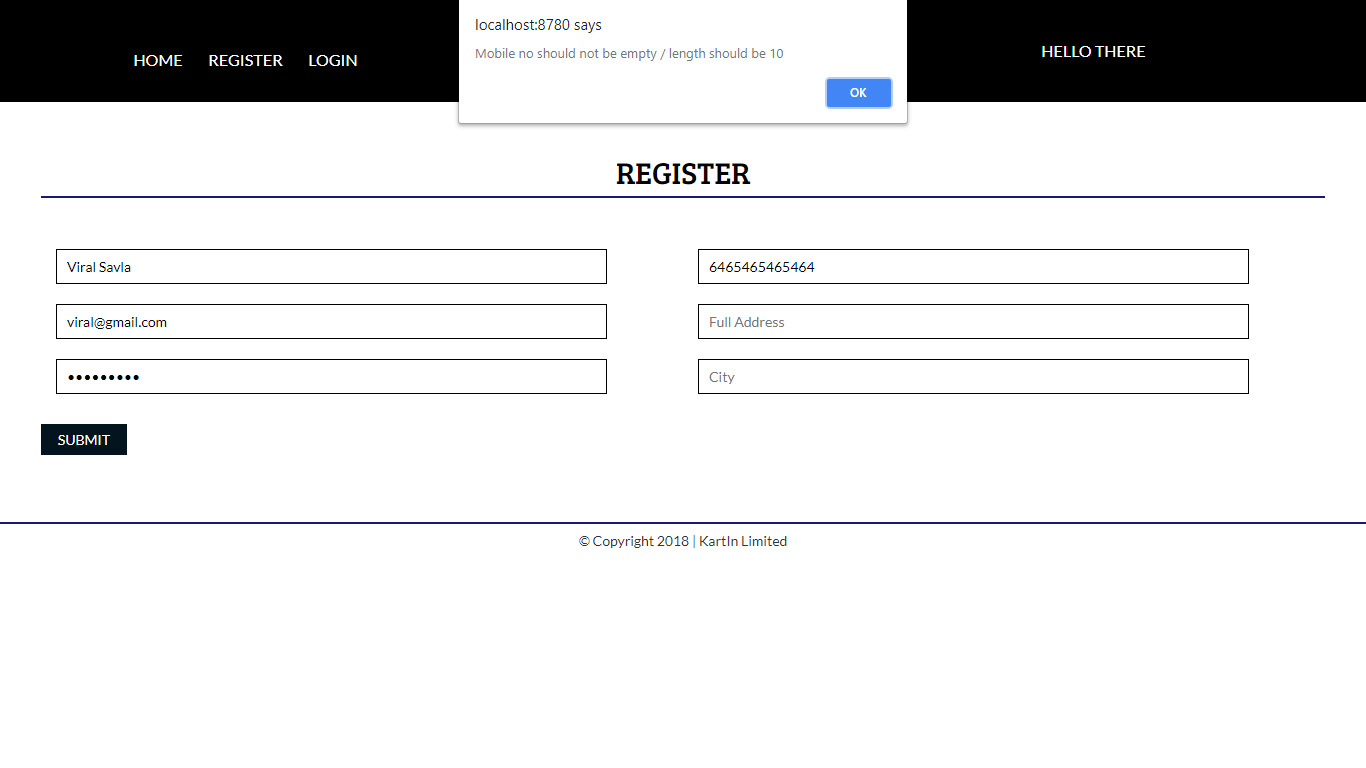 localhost:8780 says
Mobile no should not be empty / length should be 10
OK
HOME REGISTER LOGIN
HELLO THERE
REGISTER
Viral Savla
6465465465464
viral@gmail.com
Full Address
•••••••••
City
SUBMIT
© Copyright 2018 | KartIn Limited